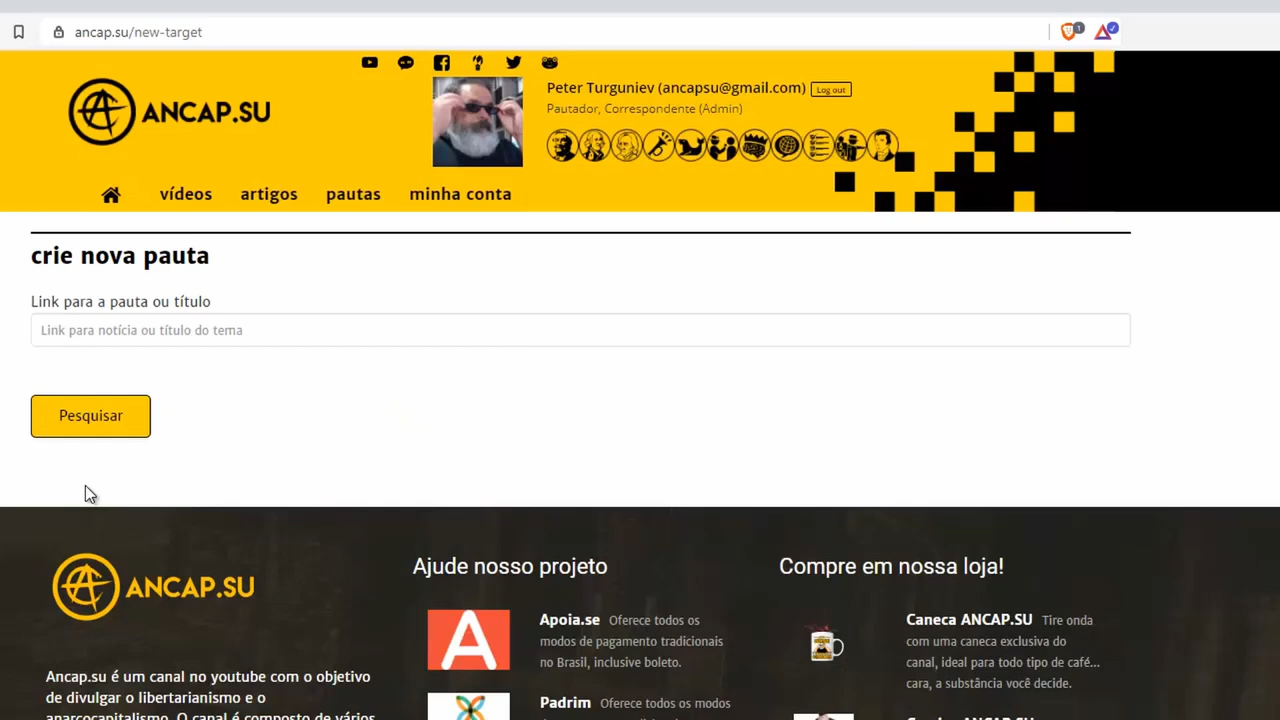 ancap.su/new-target
ANCAP.SU
Peter Turguniev (ancapsu@gmail.com) Log out
Pautador, Correspondente (Admin)
vídeos artigos pautas minha conta
crie nova pauta
Link para a pauta ou título
Link para notícia ou título do tema
Pesquisar
ANCAP.SU
Ancap.su é um canal no youtube com o objetivo
de divulgar o libertarianismo e o
anarcocapitalismo. O canal é composto de vários
Ajude nosso projeto
Apoia.se Oferece todos os
modos de pagamento tradicionais
no Brasil, inclusive boleto.
Padrim Oferece todos os modos
Compre em nossa loja!
Caneca ANCAP.SU Tire onda
com uma caneca exclusiva do
canal, ideal para todo tipo de café...
cara, a substância você decide.